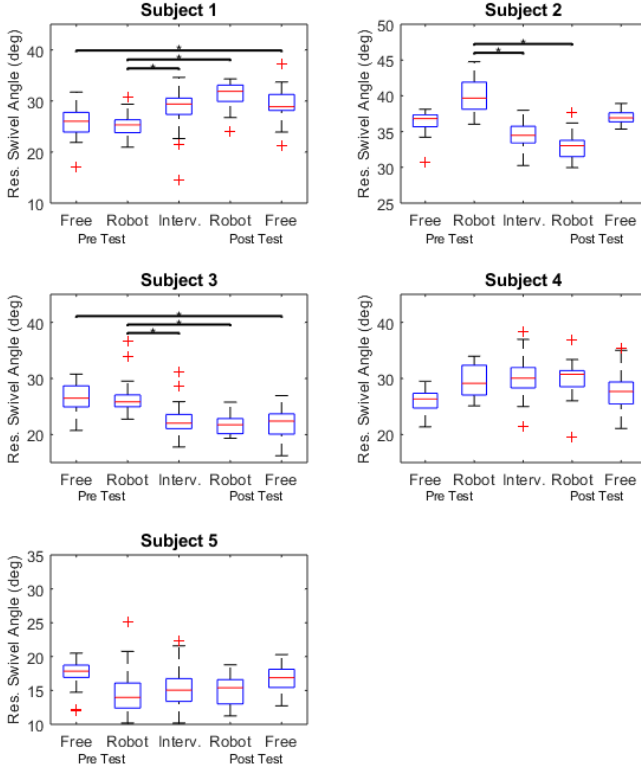 Subject 1
Res. Swivel Angle (deg)
40
30
20
10
* * *
Free Robot Interv. Robot Free
Pre Test Post Test
Subject 2
Res. Swivel Angle (deg)
50
45
40
35
30
25
* *
Free Robot Interv. Robot Free
Pre Test Post Test
Subject 3
Res. Swivel Angle (deg)
40
30
20
* * *
Free Robot Interv. Robot Free
Pre Test Post Test
Subject 4
Res. Swivel Angle (deg)
40
30
20
Free Robot Interv. Robot Free
Pre Test Post Test
Subject 5
Res. Swivel Angle (deg)
35
30
25
20
15
10
Free Robot Interv. Robot Free
Pre Test Post Test